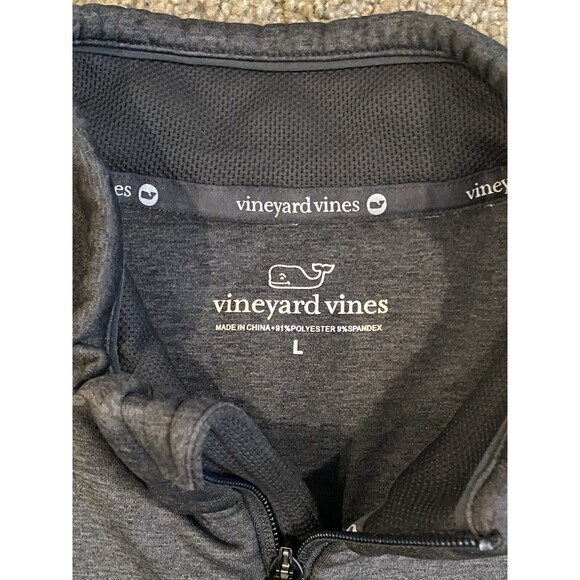 es
vineyard vines
viney
vineyard vines
MADE IN CHINA•91%POLYESTER 9%SPANDEX
L